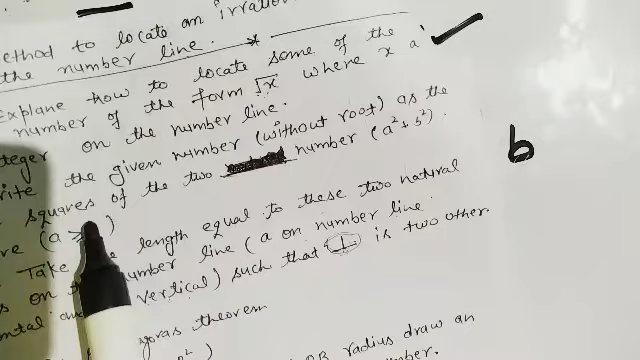 ethod to locate an irratio
the number line.
Explane how to locate some of the
number of the form √x where x a
teger on the number line.
rite the given number (without root) as the
squares of the two number (a² + b²).
b
re (a ≥ )
Take length equal to these two natural
s on the number line (a on number line
ntal an vertical) such that ⊥ is two other
goras theorem
radius draw an
mber.